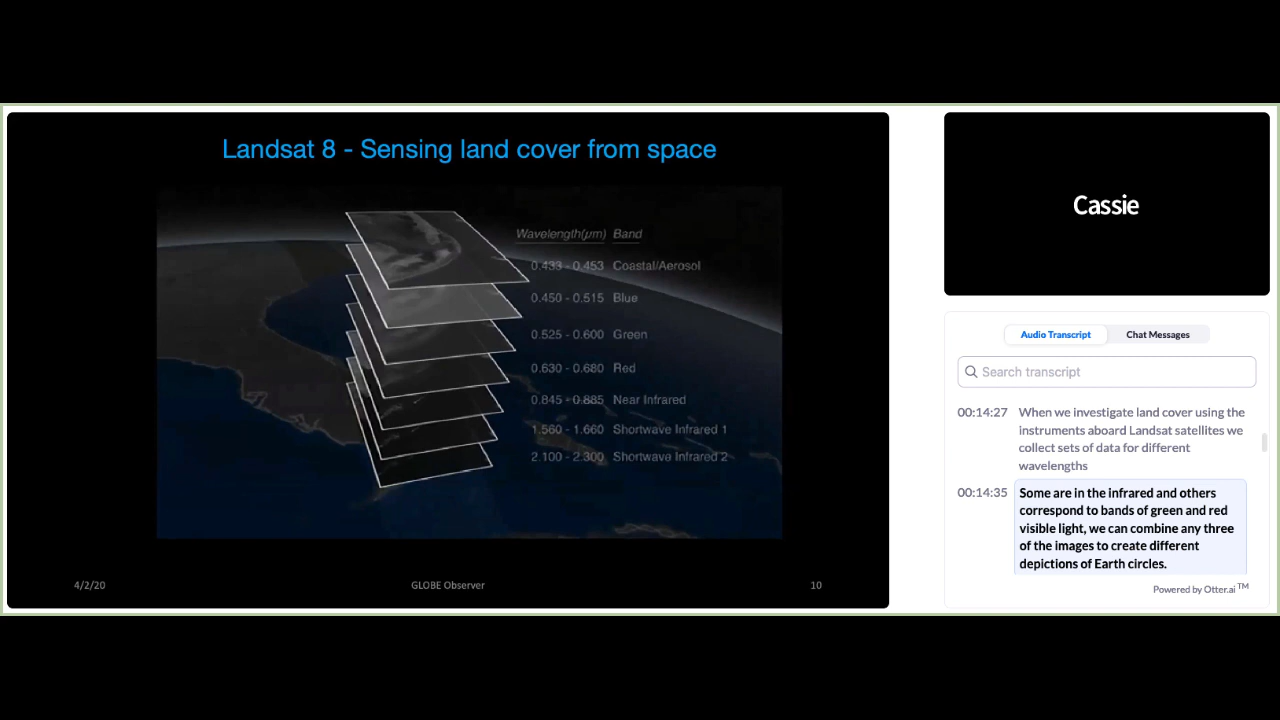 Landsat 8 - Sensing land cover from space
Wavelength(μm) Band
0.433 - 0.453 Coastal/Aerosol
0.450 - 0.515 Blue
0.525 - 0.600 Green
0.630 - 0.680 Red
0.845 - 0.885 Near Infrared
1.560 - 1.660 Shortwave Infrared 1
2.100 - 2.300 Shortwave Infrared 2
4/2/20 GLOBE Observer 10
Cassie
Audio Transcript Chat Messages
Search transcript
00:14:27 When we investigate land cover using the
instruments aboard Landsat satellites we
collect sets of data for different
wavelengths
00:14:35 Some are in the infrared and others
correspond to bands of green and red
visible light, we can combine any three
of the images to create different
depictions of Earth circles.
Powered by Otter.ai TM